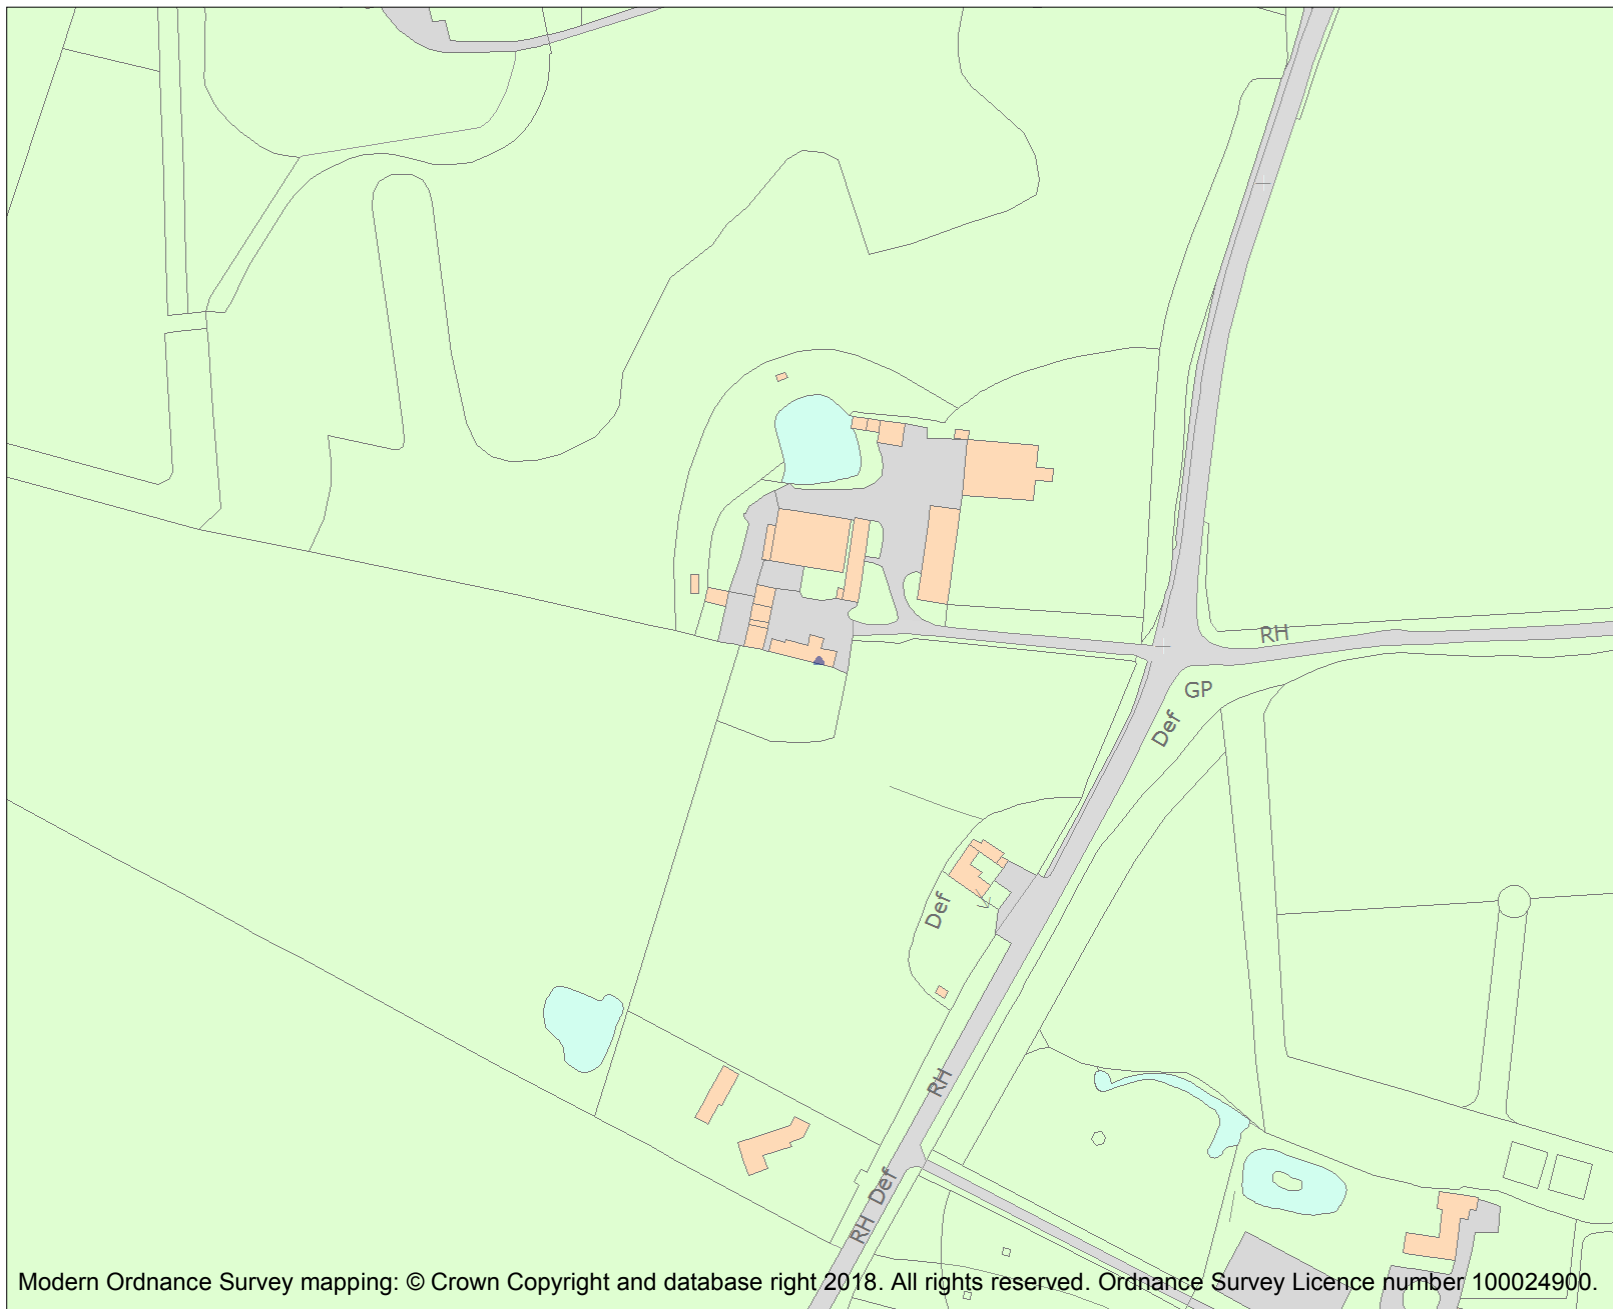 RH
GP
Def
Def
RH
Def
RH
Modern Ordnance Survey mapping: © Crown Copyright and database right 2018. All rights reserved. Ordnance Survey Licence number 100024900.